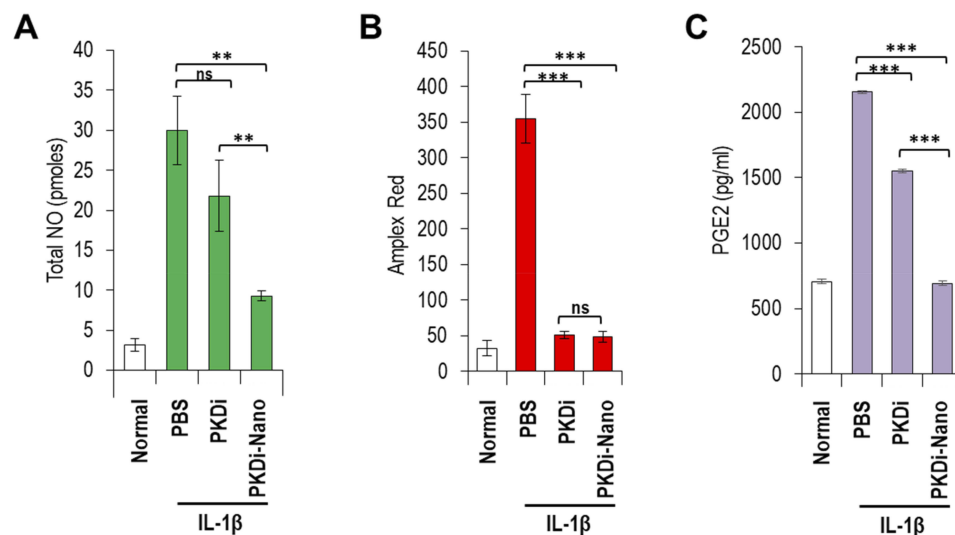 A
Total NO (pmoles)
40
35
30
25
20
15
10
5
0
**
ns
**
Normal
PBS
PKDi
PKDi-Nano
IL-1β
B
Amplex Red
450
400
350
300
250
200
150
100
50
0
***
***
ns
Normal
PBS
PKDi
PKDi-Nano
IL-1β
C
PGE2 (pg/ml)
2500
2000
1500
1000
500
0
***
***
***
Normal
PBS
PKDi
PKDi-Nano
IL-1β